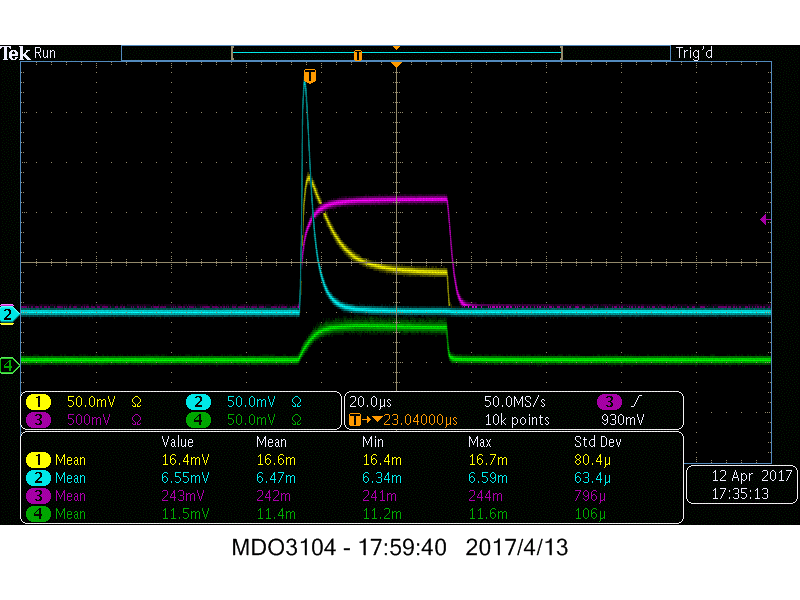 Tek Run Trig'd
T
T
2
4
1 50.0mV Ω 2 50.0mV Ω
3 500mV Ω 4 50.0mV Ω
20.0µs 50.0MS/s 3
T→▼23.04000µs 10k points 930mV
Value Mean Min Max Std Dev
1 Mean 16.4mV 16.6m 16.4m 16.7m 80.4µ
2 Mean 6.55mV 6.47m 6.34m 6.59m 63.4µ
3 Mean 243mV 242m 241m 244m 796µ
4 Mean 11.5mV 11.4m 11.2m 11.6m 106µ
12 Apr 2017
17:35:13
MDO3104 - 17:59:40 2017/4/13